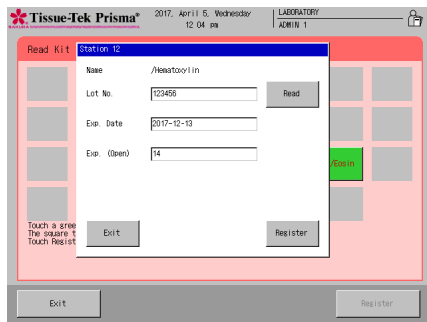 Tissue-Tek Prisma®
2017, April 5, Wednesday
12 04 pm
LABORATORY
ADMIN 1
SAKURA
Read Kit
Station 12
Name /Hematoxylin
Lot No. 123456 Read
Exp. Date 2017-12-13
Exp. (Open) 14
/Eosin
Touch a gree
The square t
Touch Regist
Exit Register
Exit Register